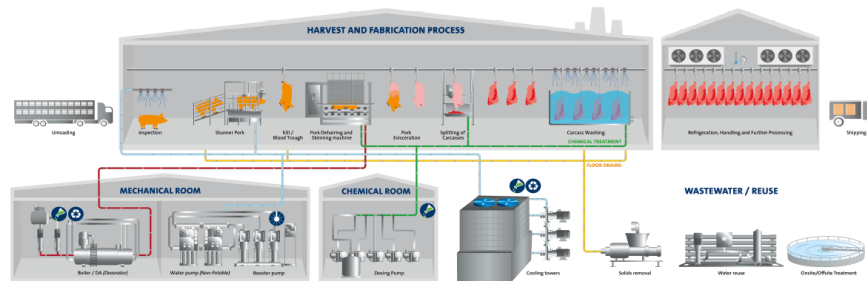 HARVEST AND FABRICATION PROCESS
Unloading
Inspection
Stunner Pork
Kill /
Blood Trough
Pork Dehairing and
Skinning machine
Pork
Evisceration
Splitting of
Carcasses
Carcass Washing
CHEMICAL TREATMENT
Refrigeration, Handling and Further Processing
Shipping
FLOOR DRAINS
MECHANICAL ROOM
CHEMICAL ROOM
WASTEWATER / REUSE
Boiler / DA (Deaerator)
Water pump (Non-Potable)
Booster pump
Dosing Pump
Cooling towers
Solids removal
Water reuse
Onsite/Offsite Treatment